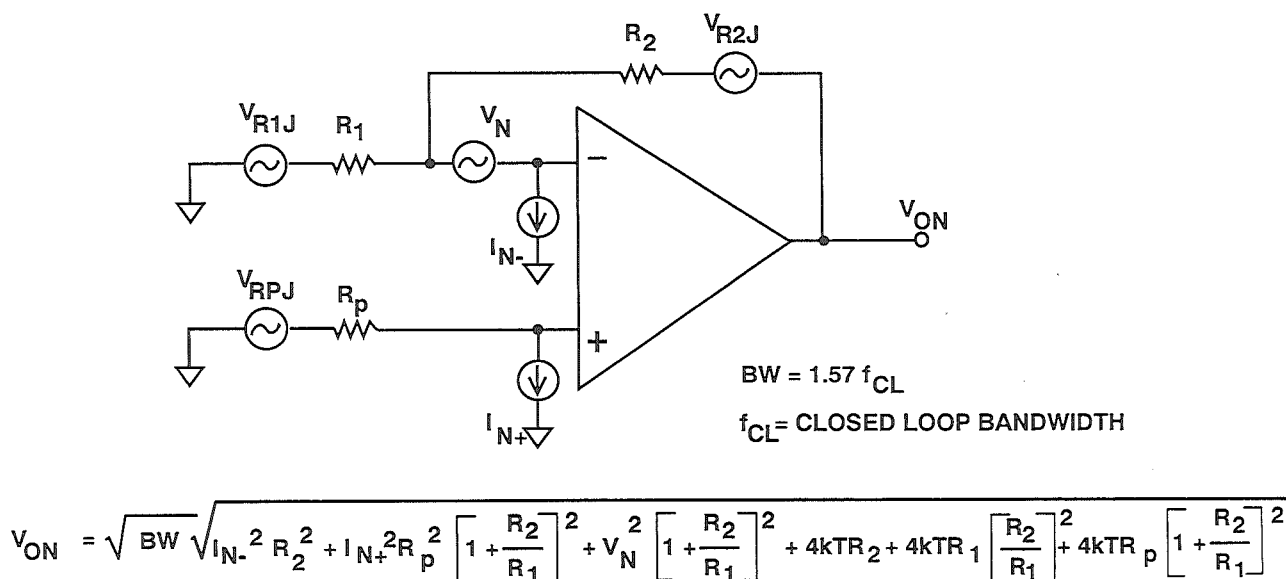 R2
VR2J
VR1J
R1
VN
−
IN-
VON
VRPJ
Rp
+
IN+
BW = 1.57 fCL
fCL= CLOSED LOOP BANDWIDTH
VON = √BW √IN-² R2² + IN+² Rp² [1 + R2/R1]² + VN² [1 + R2/R1]² + 4kTR2 + 4kTR1 [R2/R1]² + 4kTRp [1 + R2/R1]²